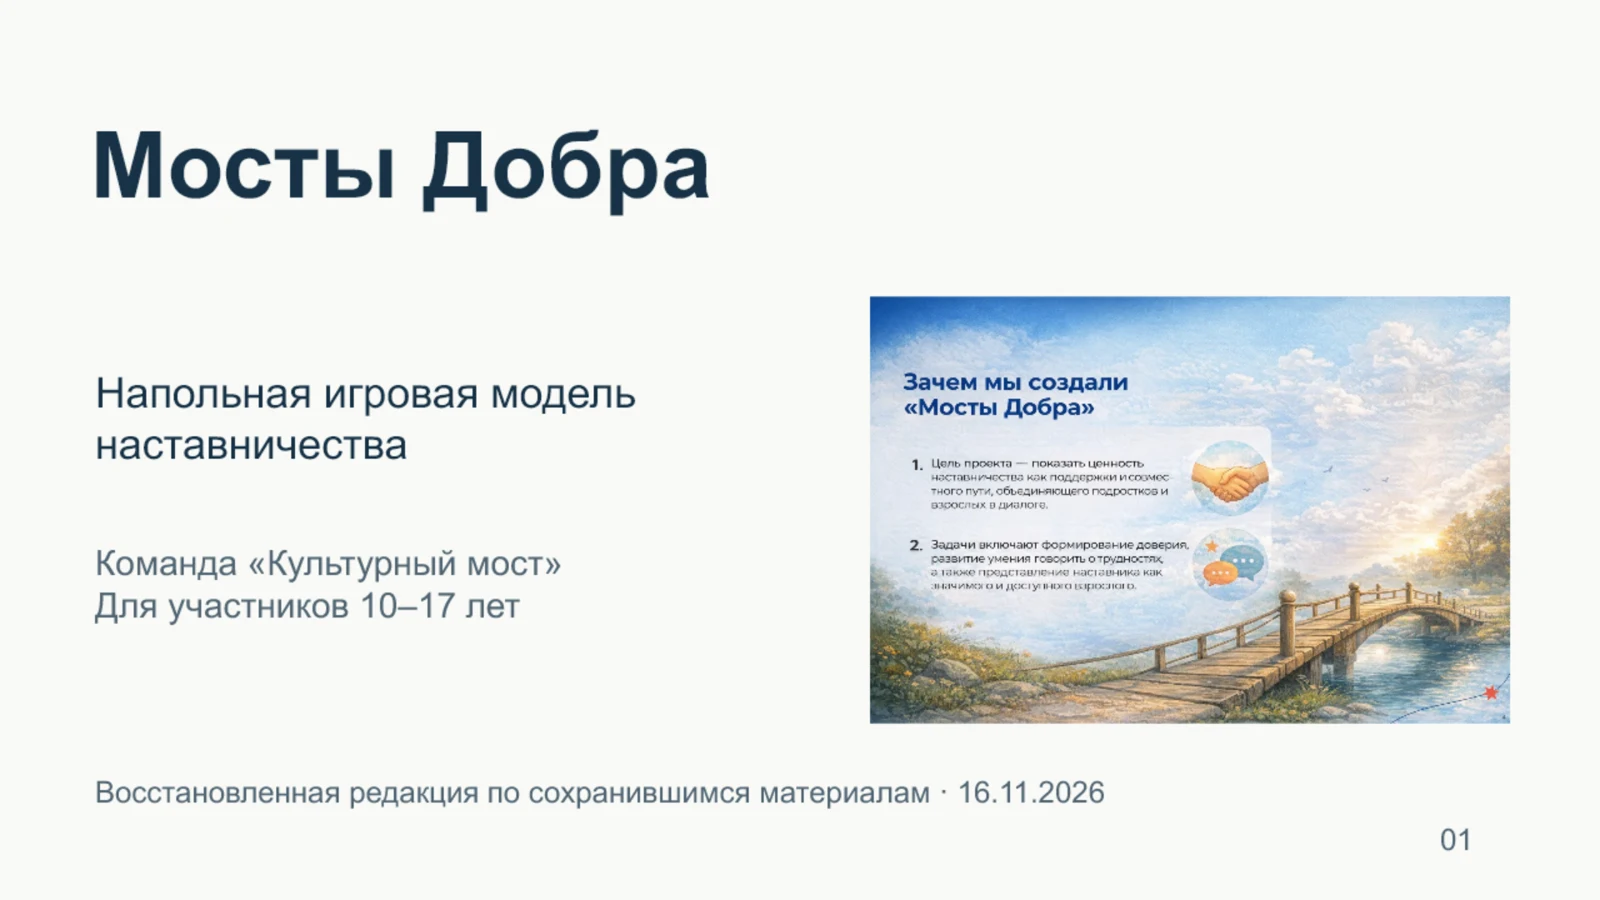 Мосты Добра
Напольная игровая модель
наставничества
Команда «Культурный мост»
Для участников 10–17 лет
Зачем мы создали
«Мосты Добра»
1. Цель проекта — показать ценность
наставничества как поддержки и совмес-
тного пути, объединяющего подростков и
взрослых в диалоге.
2. Задачи включают формирование доверия,
развитие умения говорить о трудностях,
а также представление наставника как
значимого и доступного взрослого.
Восстановленная редакция по сохранившимся материалам · 16.11.2026
01